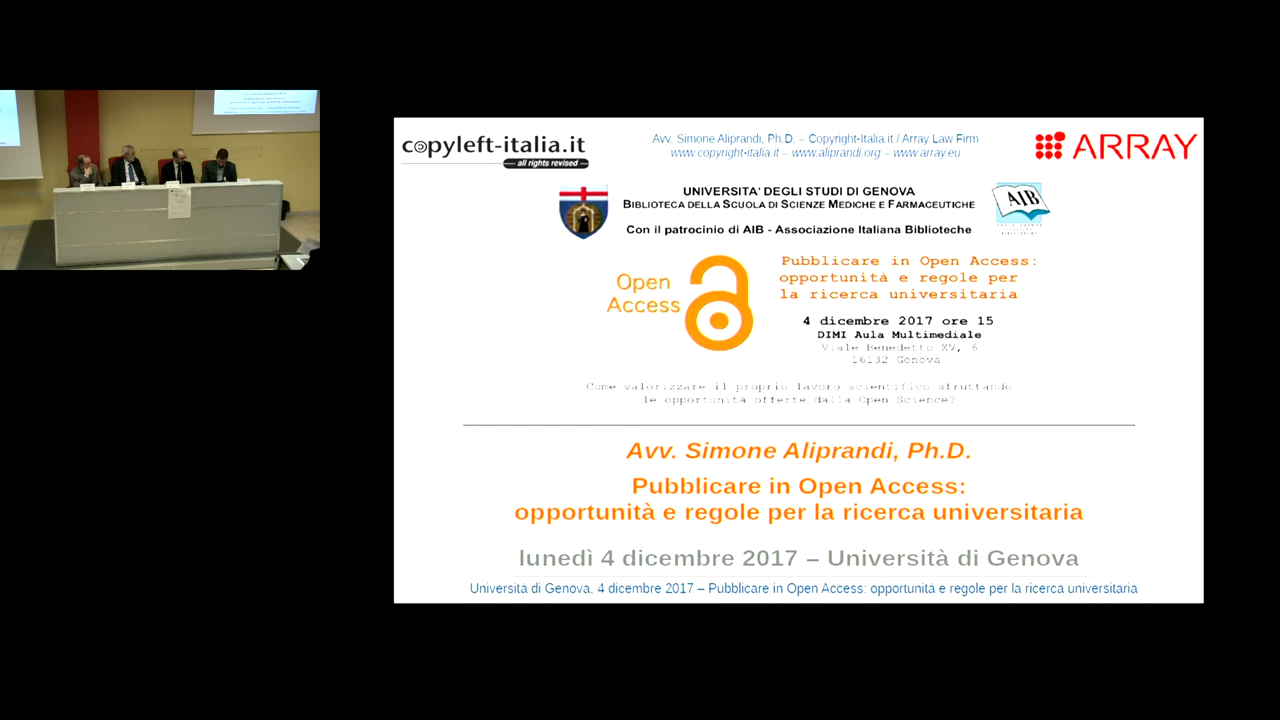 copyleft-italia.it
all rights revised
Avv. Simone Aliprandi, Ph.D. – Copyright-Italia.it / Array Law Firm
www.copyright-italia.it – www.aliprandi.org – www.array.eu
ARRAY
UNIVERSITA' DEGLI STUDI DI GENOVA
BIBLIOTECA DELLA SCUOLA DI SCIENZE MEDICHE E FARMACEUTICHE
Con il patrocinio di AIB - Associazione Italiana Biblioteche
AIB
Open
Access
Pubblicare in Open Access:
opportunità e regole per
la ricerca universitaria
4 dicembre 2017 ore 15
DIMI Aula Multimediale
Viale Benedetto XV, 6
16132 Genova
Come valorizzare il proprio lavoro scientifico sfruttando
le opportunità offerte dalla Open Science?
Avv. Simone Aliprandi, Ph.D.
Pubblicare in Open Access:
opportunità e regole per la ricerca universitaria
lunedì 4 dicembre 2017 – Università di Genova
Università di Genova, 4 dicembre 2017 – Pubblicare in Open Access: opportunità e regole per la ricerca universitaria